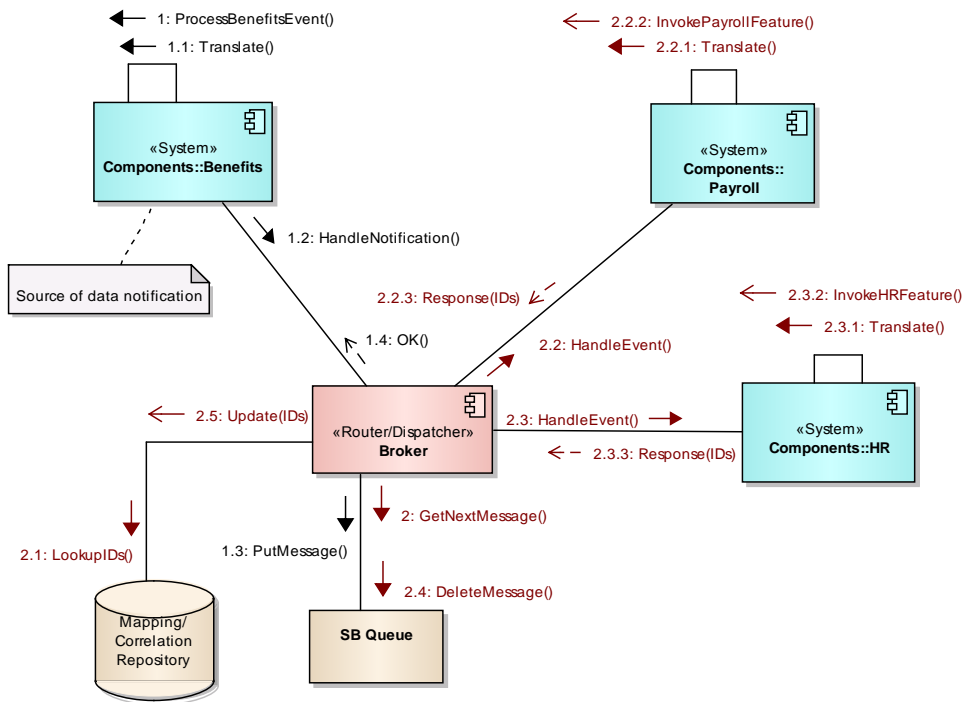 1: ProcessBenefitsEvent()
1.1: Translate()
2.2.2: InvokePayrollFeature()
2.2.1: Translate()
«System»
Components::Benefits
«System»
Components::
Payroll
1.2: HandleNotification()
Source of data notification
2.2.3: Response(IDs)
2.3.2: InvokeHRFeature()
2.3.1: Translate()
1.4: OK()
2.2: HandleEvent()
2.5: Update(IDs)
«Router/Dispatcher»
Broker
2.3: HandleEvent()
2.3.3: Response(IDs)
«System»
Components::HR
2: GetNextMessage()
2.1: LookupIDs()
1.3: PutMessage()
2.4: DeleteMessage()
Mapping/
Correlation
Repository
SB Queue